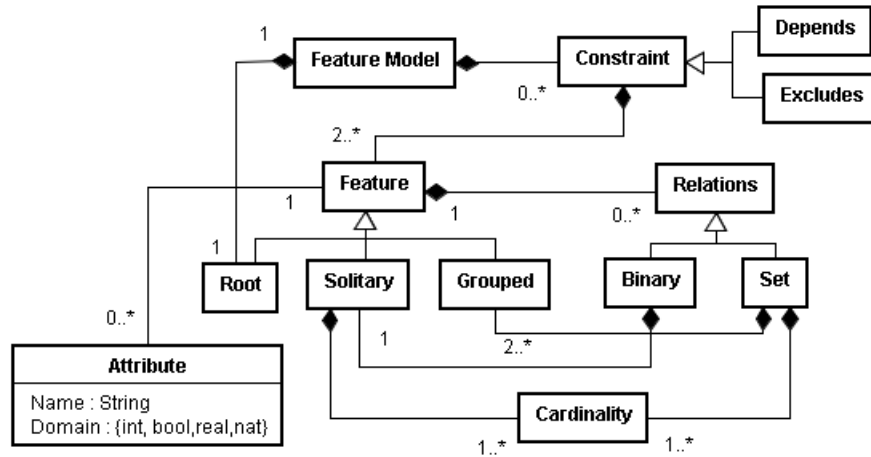 Depends
1
Feature Model
Constraint
0..*
Excludes
2..*
Feature
Relations
1
1
0..*
1
Root
Solitary
Grouped
Binary
Set
0..*
1
2..*
Attribute
Name : String
Domain : {int, bool,real,nat}
Cardinality
1..*
1..*